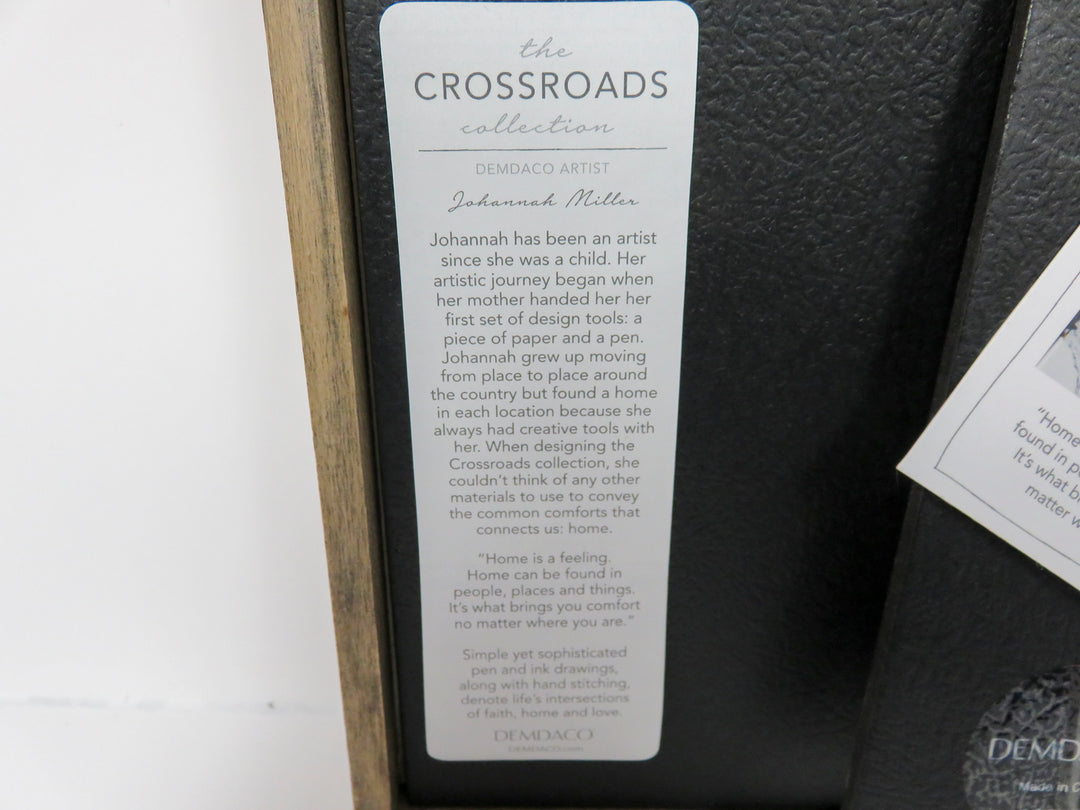 the
CROSSROADS
collection
DEMDACO ARTIST
Johannah Miller
Johannah has been an artist
since she was a child. Her
artistic journey began when
her mother handed her her
first set of design tools: a
piece of paper and a pen.
Johannah grew up moving
from place to place around
the country but found a home
in each location because she
always had creative tools with
her. When designing the
Crossroads collection, she
couldn't think of any other
materials to use to convey
the common comforts that
connects us: home.
"Home is a feeling.
Home can be found in
people, places and things.
It's what brings you comfort
no matter where you are."
Simple yet sophisticated
pen and ink drawings,
along with hand stitching,
denote life's intersections
of faith, home and love.
DEMDACO
DEMDACO.com
"Home
found in
It's what
matter
DEMD
Made in